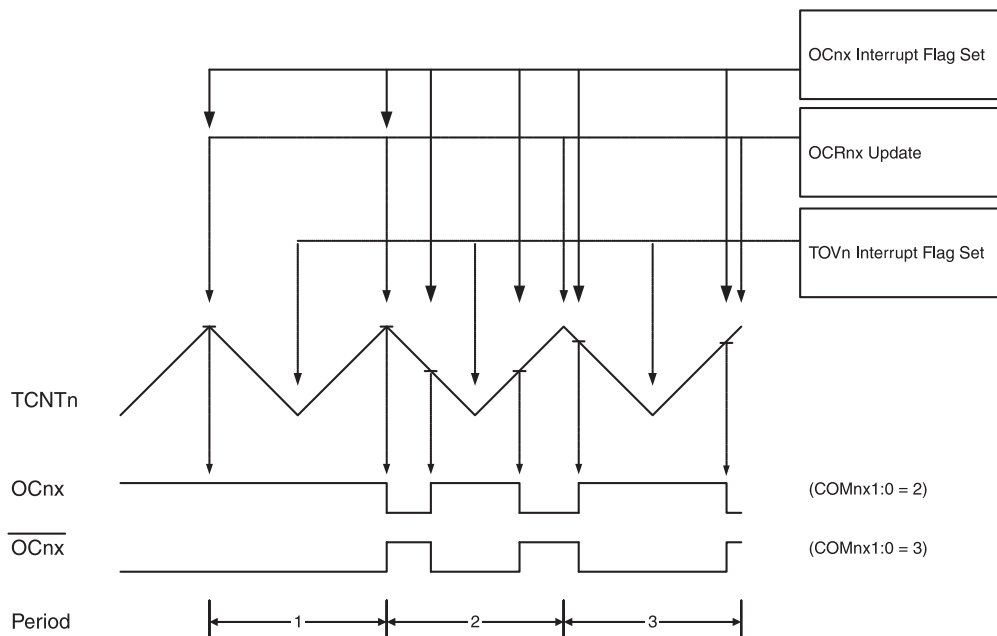 OCnx Interrupt Flag Set
OCRnx Update
TOVn Interrupt Flag Set
TCNTn
OCnx
(COMnx1:0 = 2)
OCnx
(COMnx1:0 = 3)
Period
1
2
3